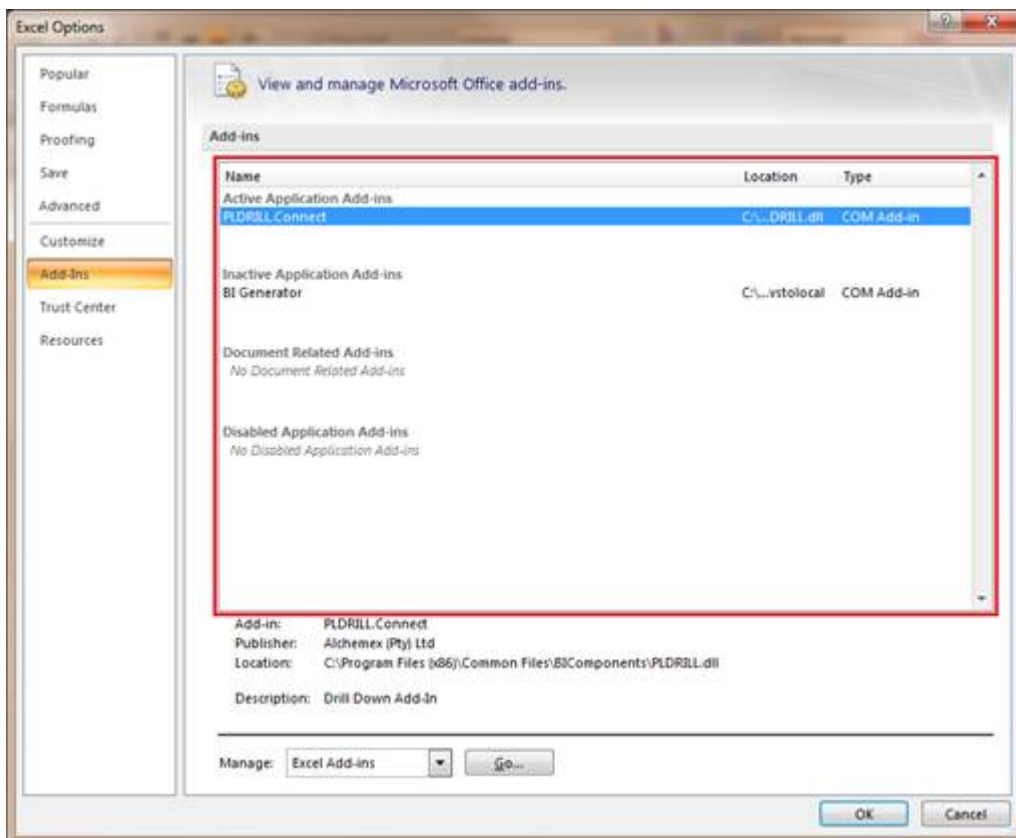 Excel Options
Popular
Formulas
Proofing
Save
Advanced
Customize
Add-Ins
Trust Center
Resources
View and manage Microsoft Office add-ins.
Add-ins
Name Location Type
Active Application Add-ins
PLDRILL.Connect C:\...DRILL.dll COM Add-in
Inactive Application Add-ins
BI Generator C:\...vstolocal COM Add-in
Document Related Add-ins
No Document Related Add-ins
Disabled Application Add-ins
No Disabled Application Add-ins
Add-in: PLDRILL.Connect
Publisher: Alchemex (Pty) Ltd
Location: C:\Program Files (x86)\Common Files\BIComponents\PLDRILL.dll
Description: Drill Down Add-In
Manage: Excel Add-ins Go...
OK Cancel